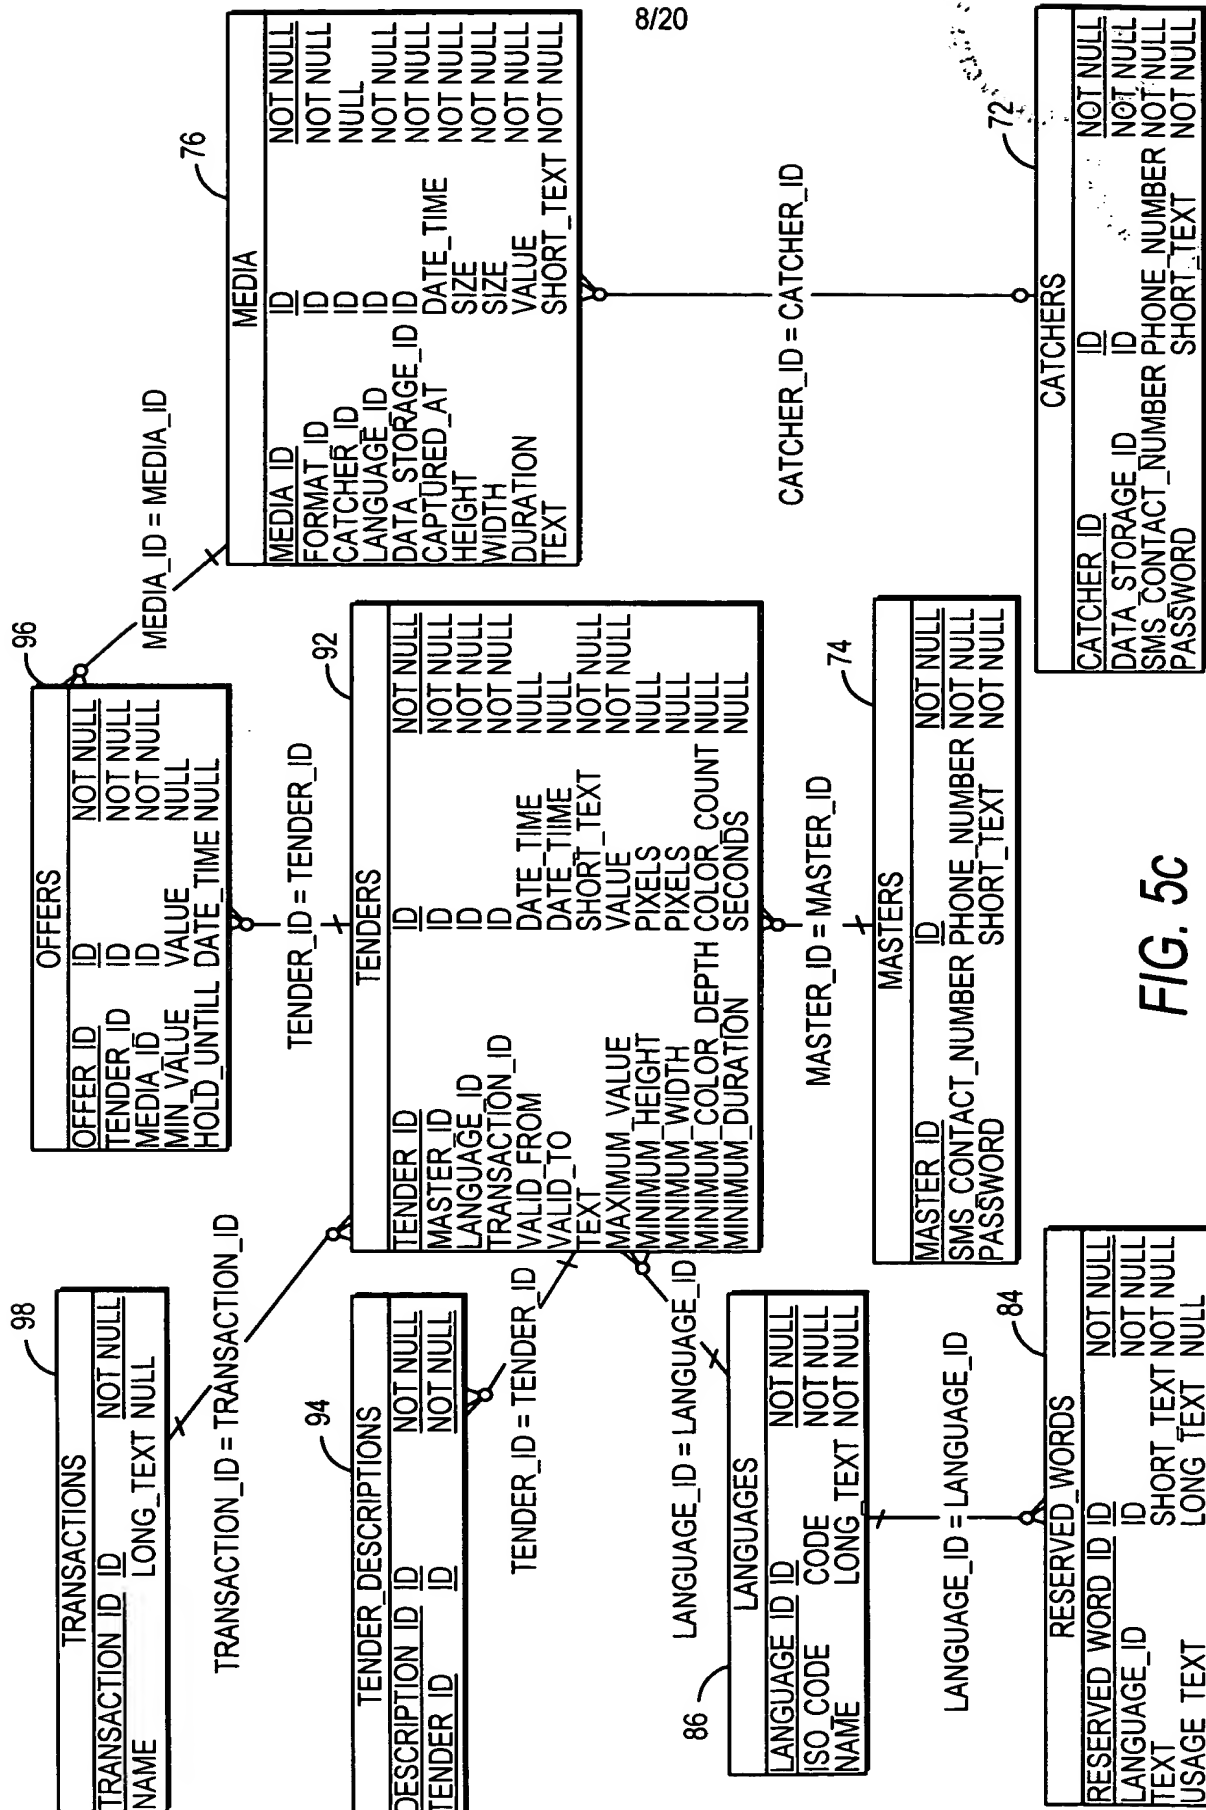 8/20
98
TRANSACTIONS
TRANSACTION_ID ID NOT NULL
NAME LONG_TEXT NULL
TRANSACTION_ID = TRANSACTION_ID
96
OFFERS
OFFER_ID ID NOT NULL
TENDER_ID ID NOT NULL
MEDIA_ID ID NOT NULL
MIN_VALUE VALUE NULL
HOLD_UNTILL DATE_TIME NULL
MEDIA_ID = MEDIA_ID
76
MEDIA
MEDIA_ID ID NOT NULL
FORMAT_ID ID NOT NULL
CATCHER_ID ID NULL
LANGUAGE_ID ID NOT NULL
DATA_STORAGE_ID ID NOT NULL
CAPTURED_AT DATE_TIME NOT NULL
HEIGHT SIZE NOT NULL
WIDTH SIZE NOT NULL
DURATION VALUE NOT NULL
TEXT SHORT_TEXT NOT NULL
94
TENDER_DESCRIPTIONS
DESCRIPTION_ID ID NOT NULL
TENDER_ID ID NOT NULL
TENDER_ID = TENDER_ID
TENDER_ID = TENDER_ID
92
TENDERS
TENDER_ID ID NOT NULL
MASTER_ID ID NOT NULL
LANGUAGE_ID ID NOT NULL
TRANSACTION_ID ID NOT NULL
VALID_FROM DATE_TIME NULL
VALID_TO DATE_TIME NULL
TEXT SHORT_TEXT NOT NULL
MAXIMUM_VALUE VALUE NOT NULL
MINIMUM_HEIGHT PIXELS NULL
MINIMUM_WIDTH PIXELS NULL
MINIMUM_COLOR_DEPTH COLOR_COUNT NULL
MINIMUM_DURATION SECONDS NULL
LANGUAGE_ID = LANGUAGE_ID
86
LANGUAGES
LANGUAGE_ID ID NOT NULL
ISO_CODE CODE NOT NULL
NAME LONG_TEXT NOT NULL
MASTER_ID = MASTER_ID
CATCHER_ID = CATCHER_ID
74
MASTERS
MASTER_ID ID NOT NULL
SMS_CONTACT_NUMBER PHONE_NUMBER NOT NULL
PASSWORD SHORT_TEXT NOT NULL
LANGUAGE_ID = LANGUAGE_ID
84
RESERVED_WORDS
RESERVED_WORD_ID ID NOT NULL
LANGUAGE_ID ID NOT NULL
TEXT SHORT_TEXT NOT NULL
USAGE_TEXT LONG_TEXT NULL
72
CATCHERS
CATCHER_ID ID NOT NULL
DATA_STORAGE_ID ID NOT NULL
SMS_CONTACT_NUMBER PHONE_NUMBER NOT NULL
PASSWORD SHORT_TEXT NOT NULL
FIG. 5c